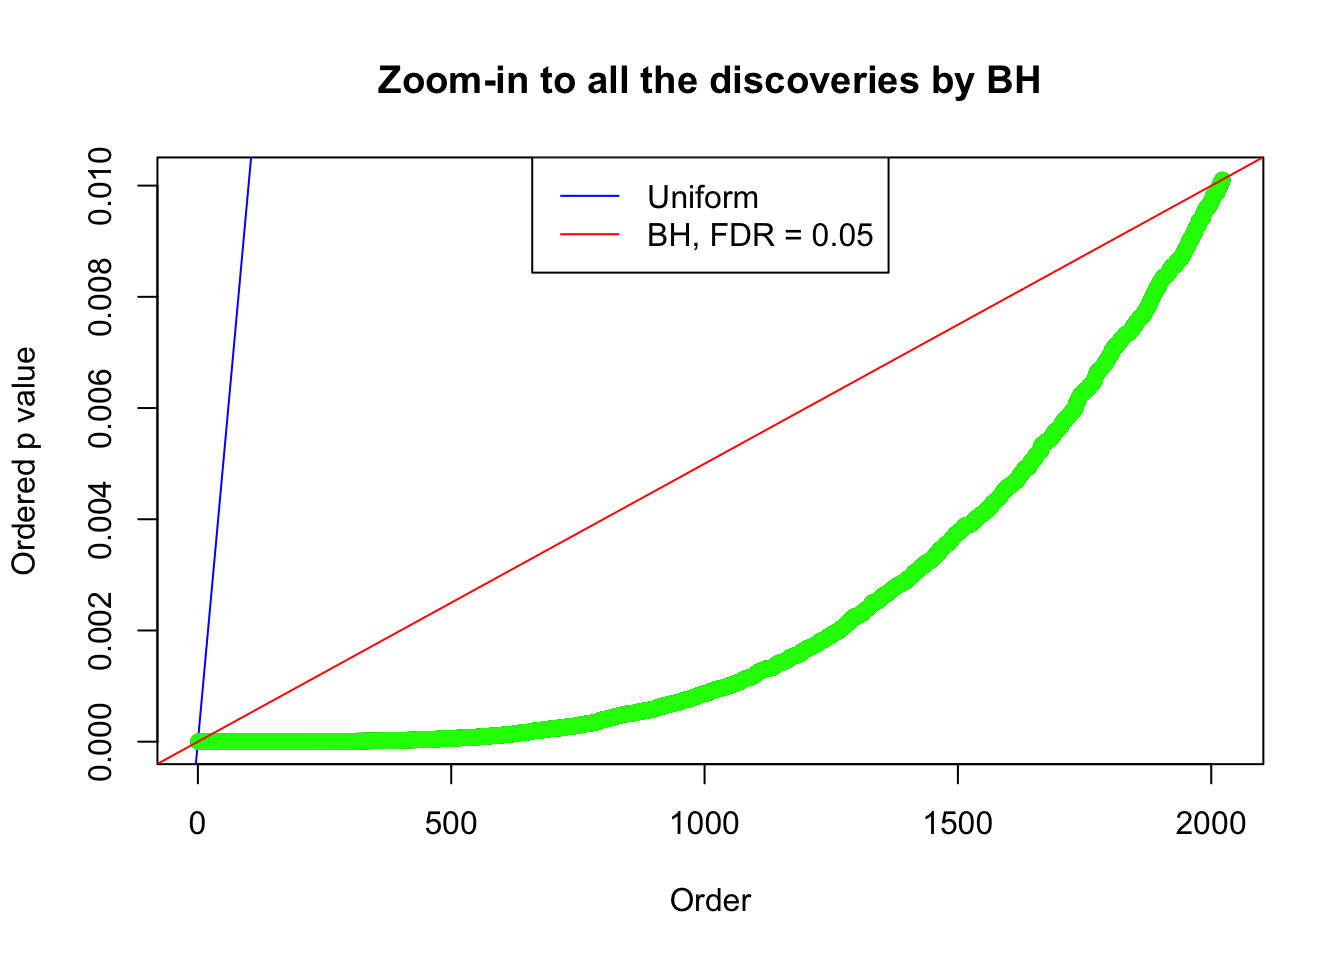 Zoom-in to all the discoveries by BH
Uniform
BH, FDR = 0.05
Ordered p value
0.010
0.008
0.006
0.004
0.002
0.000
0 500 1000 1500 2000
Order